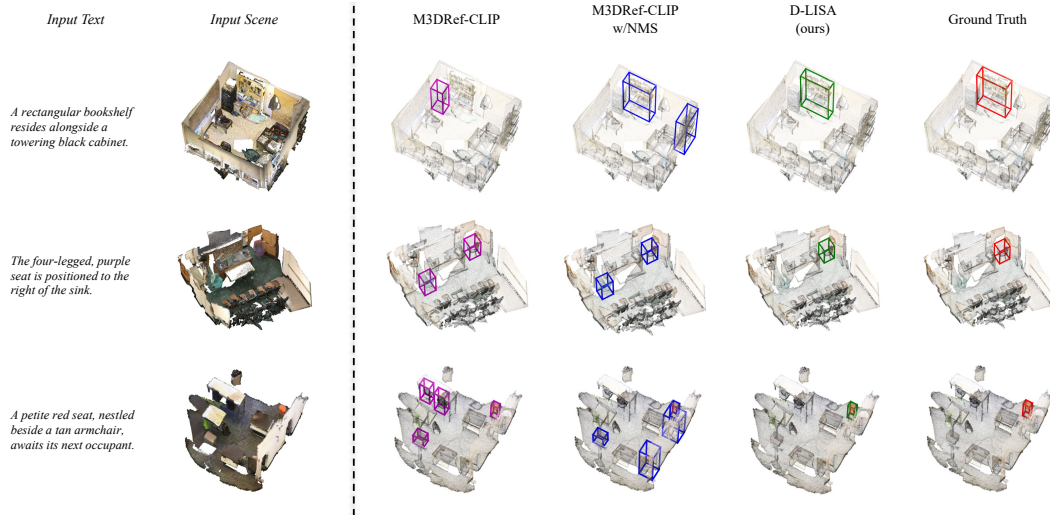 Input Text
Input Scene
M3DRef-CLIP
M3DRef-CLIP
w/NMS
D-LISA
(ours)
Ground Truth
A rectangular bookshelf
resides alongside a
towering black cabinet.
The four-legged, purple
seat is positioned to the
right of the sink.
A petite red seat, nestled
beside a tan armchair,
awaits its next occupant.